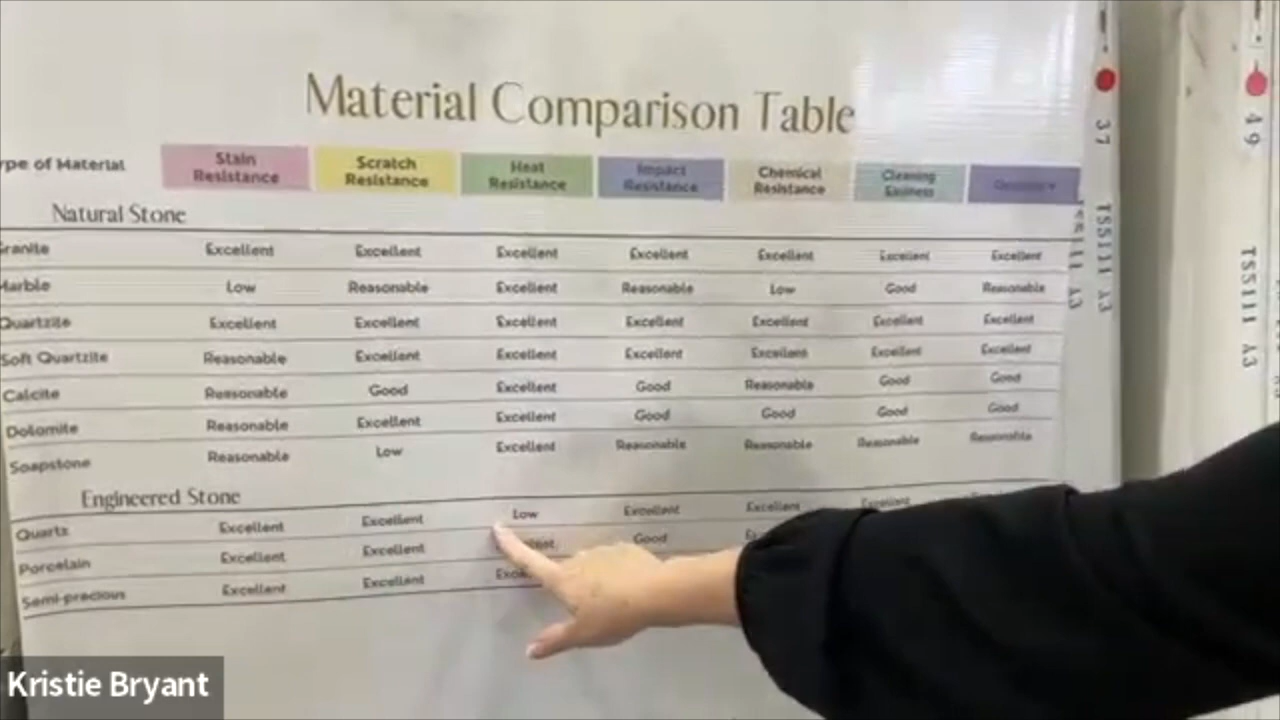 Material Comparison Table
ype of Material Stain Resistance Scratch Resistance Heat Resistance Impact Resistance Chemical Resistance Cleaning Easiness
Natural Stone
Granite Excellent Excellent Excellent Excellent Excellent Excellent Excellent
Marble Low Reasonable Excellent Reasonable Low Good Reasonable
Quartzite Excellent Excellent Excellent Excellent Excellent Excellent Excellent
Soft Quartzite Reasonable Excellent Excellent Excellent Excellent Excellent Excellent
Calcite Reasonable Good Excellent Good Reasonable Good Good
Dolomite Reasonable Excellent Excellent Good Good Good Good
Soapstone Reasonable Low Excellent Reasonable Reasonable Reasonable Reasonable
Engineered Stone
Quartz Excellent Excellent Low Excellent Excellent Excellent
Porcelain Excellent Excellent Good
Semi-precious Excellent Excellent
37
49
Kristie Bryant